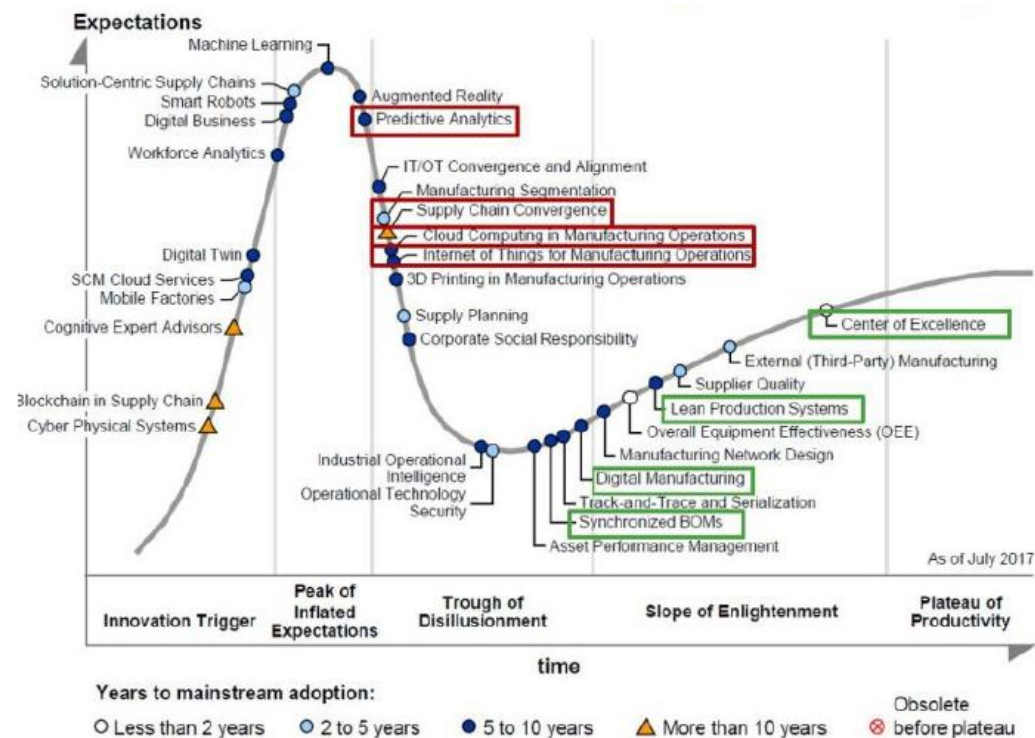 Expectations
Machine Learning
Solution-Centric Supply Chains
Smart Robots
Digital Business
Workforce Analytics
Augmented Reality
Predictive Analytics
IT/OT Convergence and Alignment
Manufacturing Segmentation
Supply Chain Convergence
Cloud Computing in Manufacturing Operations
Internet of Things for Manufacturing Operations
3D Printing in Manufacturing Operations
Digital Twin
SCM Cloud Services
Mobile Factories
Cognitive Expert Advisors
Supply Planning
Corporate Social Responsibility
Blockchain in Supply Chain
Cyber Physical Systems
Center of Excellence
External (Third-Party) Manufacturing
Supplier Quality
Lean Production Systems
Overall Equipment Effectiveness (OEE)
Manufacturing Network Design
Industrial Operational
Intelligence
Operational Technology
Security
Digital Manufacturing
Track-and-Trace and Serialization
Synchronized BOMs
Asset Performance Management
As of July 2017
Innovation Trigger
Peak of
Inflated
Expectations
Trough of
Disillusionment
Slope of Enlightenment
Plateau of
Productivity
time
Years to mainstream adoption:
Less than 2 years
2 to 5 years
5 to 10 years
More than 10 years
Obsolete
before plateau